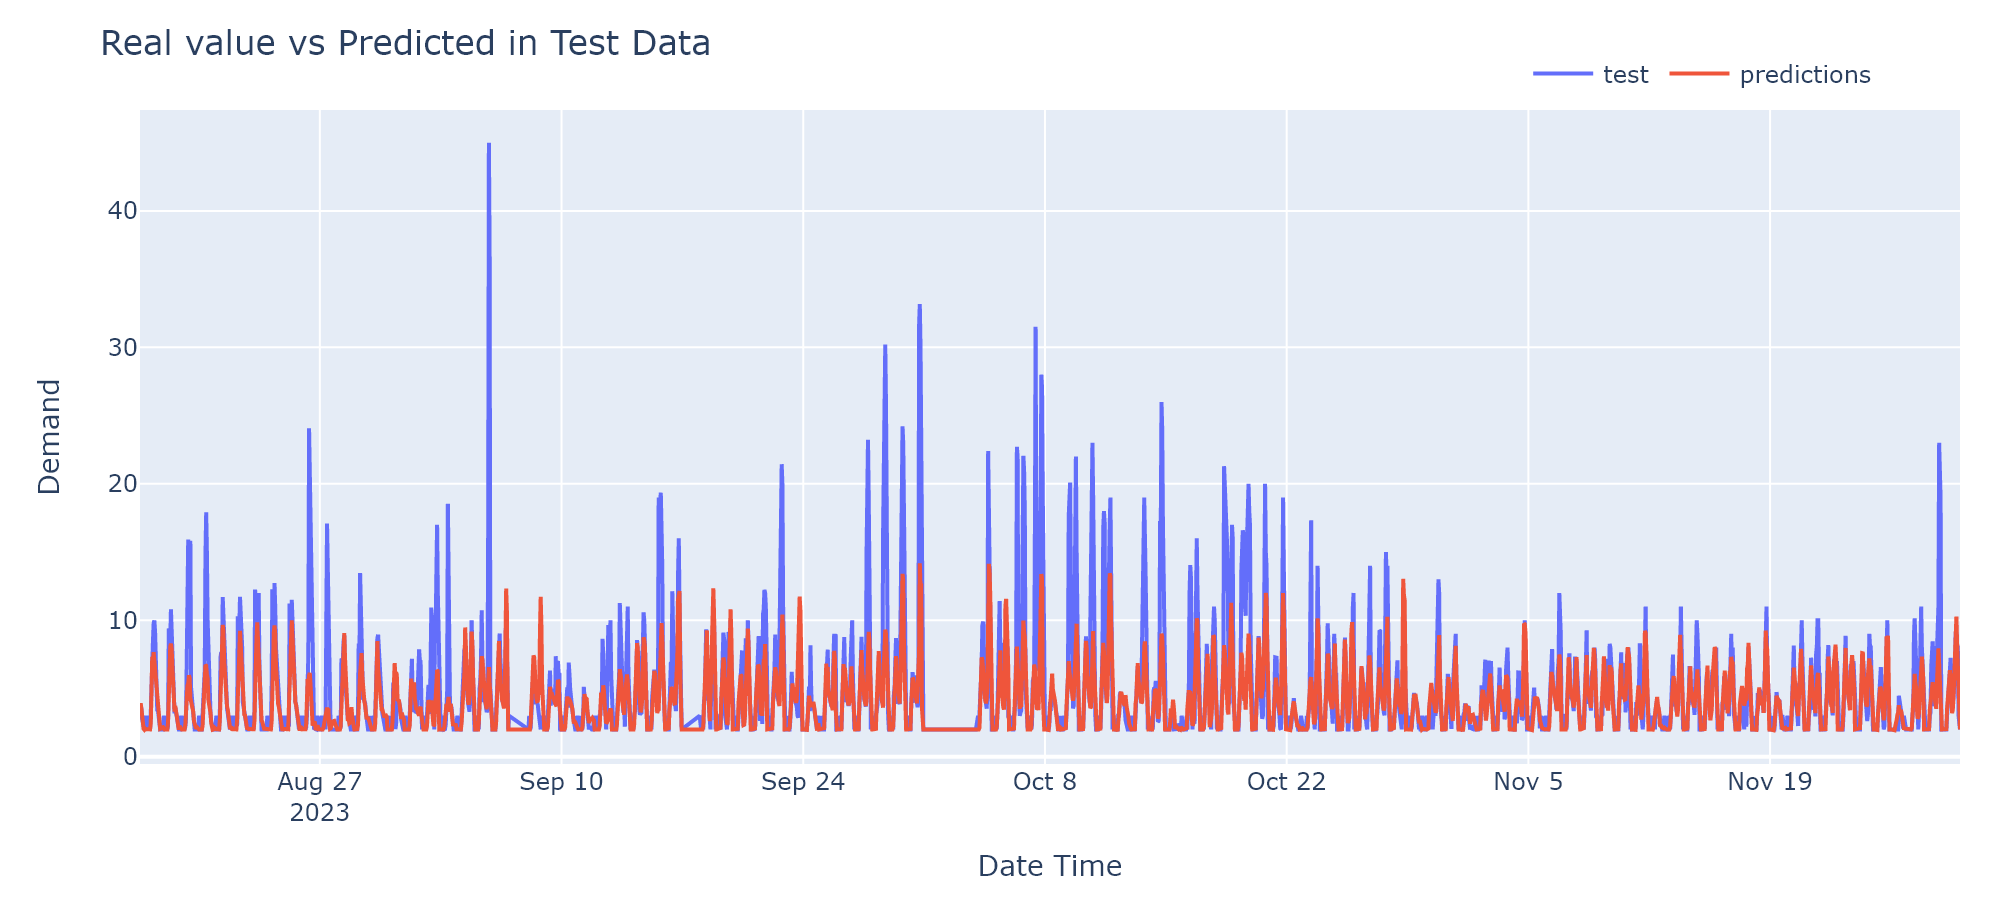 Real value vs Predicted in Test Data
test predictions
Demand
40
30
20
10
0
Aug 27 Sep 10 Sep 24 Oct 8 Oct 22 Nov 5 Nov 19
2023
Date Time